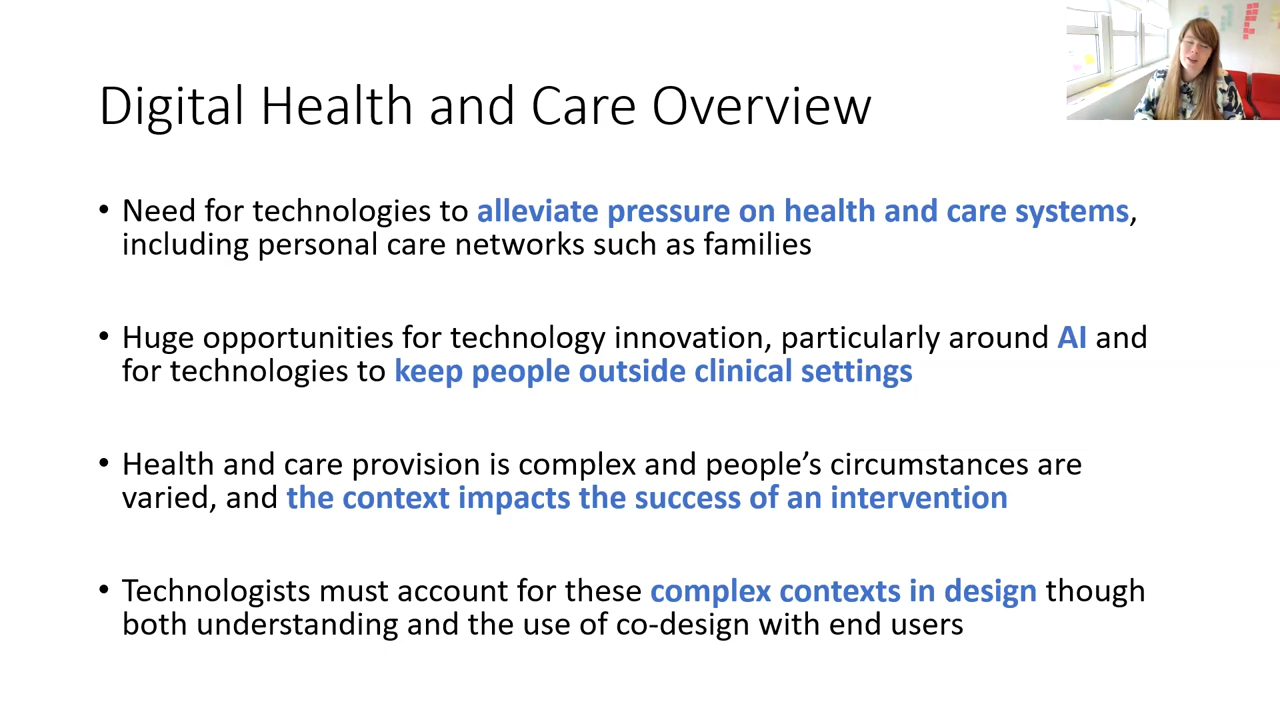 Digital Health and Care Overview
• Need for technologies to alleviate pressure on health and care systems,
including personal care networks such as families
• Huge opportunities for technology innovation, particularly around AI and
for technologies to keep people outside clinical settings
• Health and care provision is complex and people’s circumstances are
varied, and the context impacts the success of an intervention
• Technologists must account for these complex contexts in design though
both understanding and the use of co-design with end users